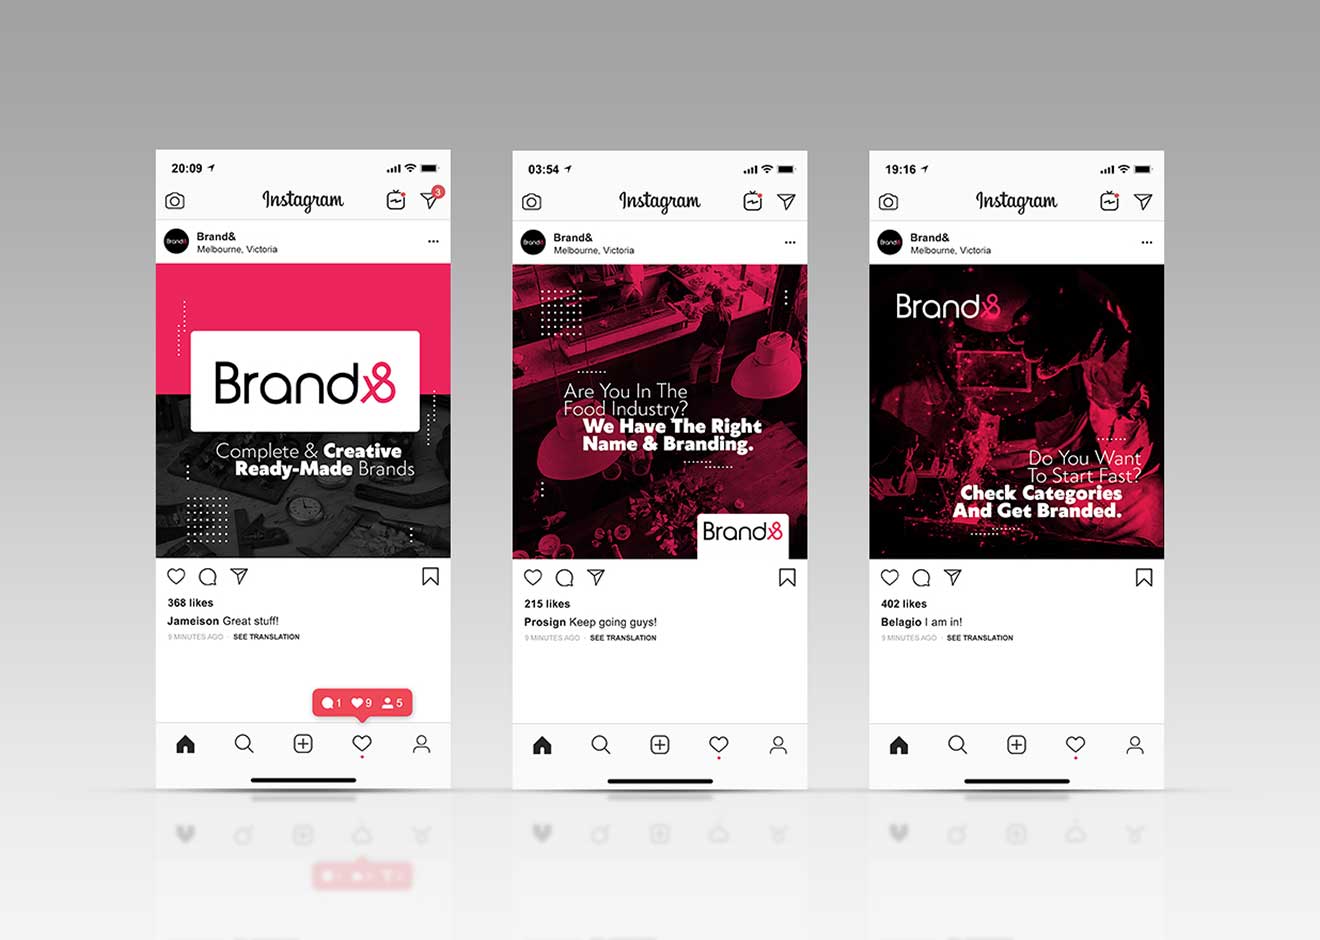 20:09
Instagram
3
Brand&
Brand&
Melbourne, Victoria
Brand&
Complete & Creative
Ready-Made Brands
368 likes
Jameison Great stuff!
9 MINUTES AGO · SEE TRANSLATION
1 9 5
03:54
Instagram
Brand&
Brand&
Melbourne, Victoria
Are You In The
Food Industry?
We Have The Right
Name & Branding.
Brand&
215 likes
Prosign Keep going guys!
9 MINUTES AGO · SEE TRANSLATION
19:16
Instagram
Brand&
Brand&
Melbourne, Victoria
Brand&
Do You Want
To Start Fast?
Check Categories
And Get Branded.
402 likes
Belagio I am in!
9 MINUTES AGO · SEE TRANSLATION